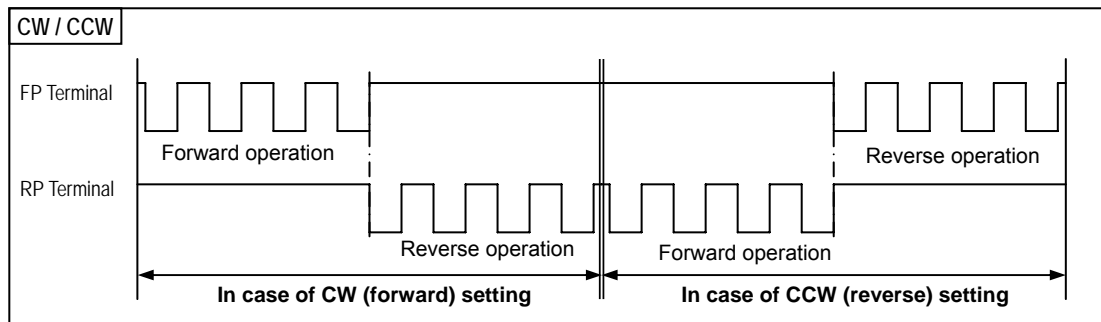 CW / CCW
FP Terminal
Forward operation
Reverse operation
RP Terminal
Reverse operation
Forward operation
In case of CW (forward) setting
In case of CCW (reverse) setting